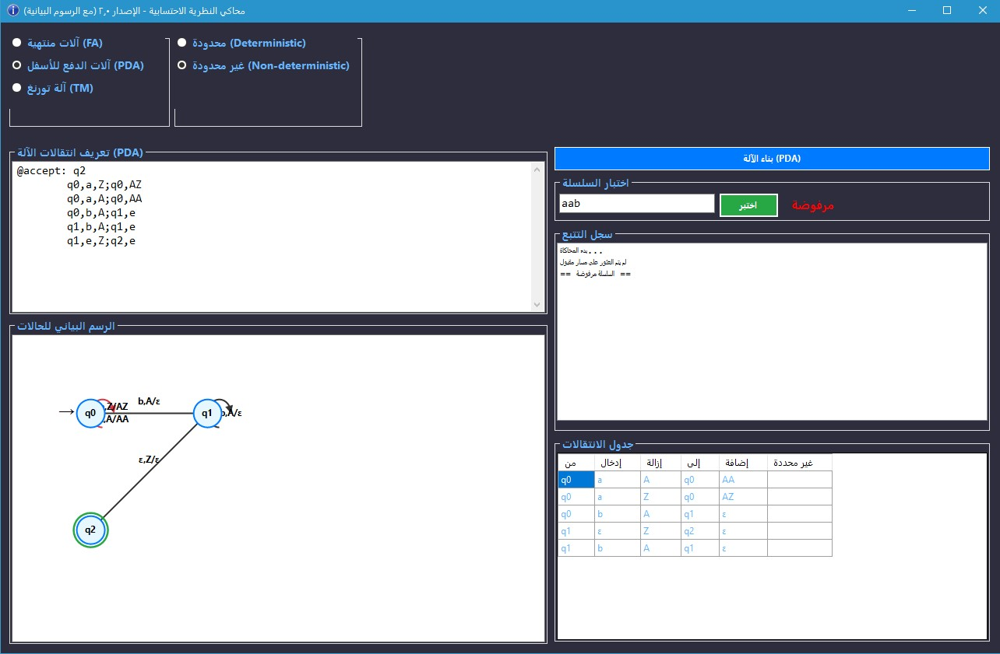 محاكي النظرية الاحتسابية - الإصدار ٢,٠ (مع الرسوم البيانية)
آلات منتهية (FA)
آلات الدفع للأسفل (PDA)
آلة تورنغ (TM)
محدودة (Deterministic)
غير محدودة (Non-deterministic)
تعريف انتقالات الآلة (PDA)
@accept: q2
q0,a,Z;q0,AZ
q0,a,A;q0,AA
q0,b,A;q1,e
q1,b,A;q1,e
q1,e,Z;q2,e
الرسم البياني للحالات
→ q0
,Z/AZ
,A/AA
b,A/ε
q1
b,A/ε
ε,Z/ε
q2
بناء الآلة (PDA)
اختبار السلسلة
aab اختبر مرفوضة
سجل التتبع
بدء المحاكاة...
لم يتم العثور على مسار مقبول
== السلسلة مرفوضة ==
جدول الانتقالات
من إدخال إزالة إلى إضافة غير محددة
q0 a A q0 AA
q0 a Z q0 AZ
q0 b A q1 ε
q1 ε Z q2 ε
q1 b A q1 ε